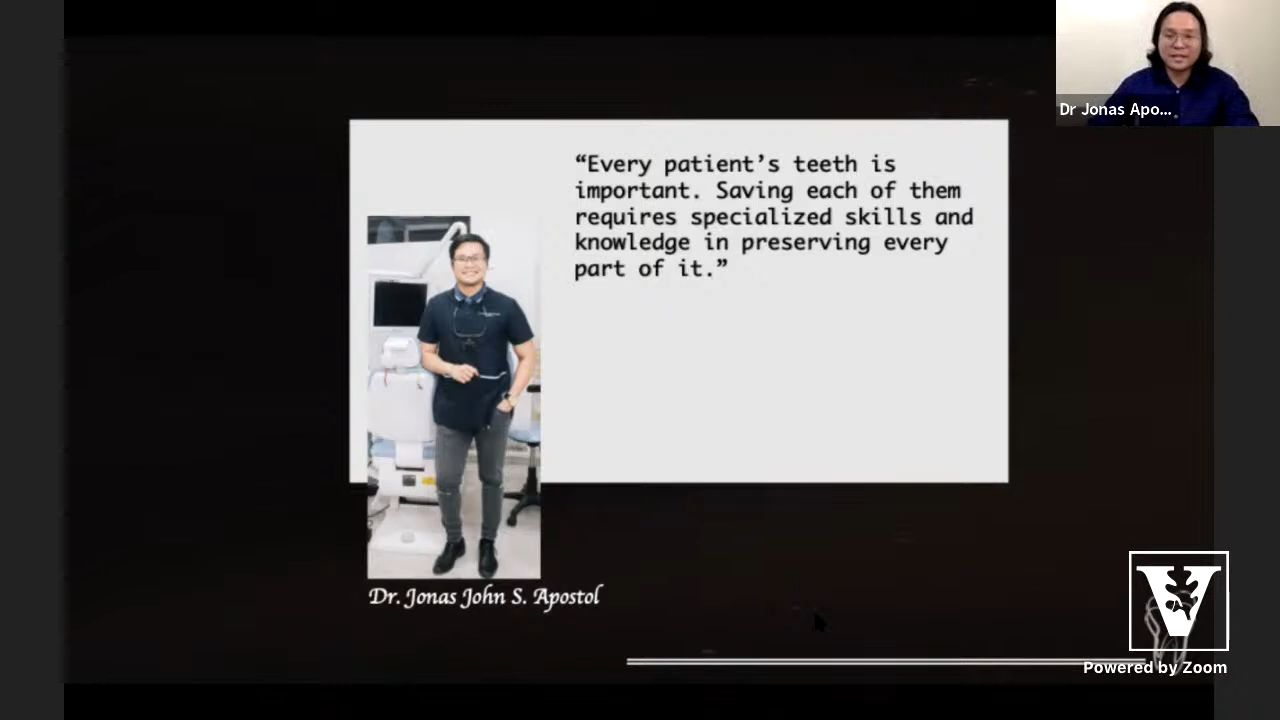 Dr Jonas Apo...
“Every patient’s teeth is
important. Saving each of them
requires specialized skills and
knowledge in preserving every
part of it.”
Dr. Jonas John S. Apostol
V
Powered by Zoom